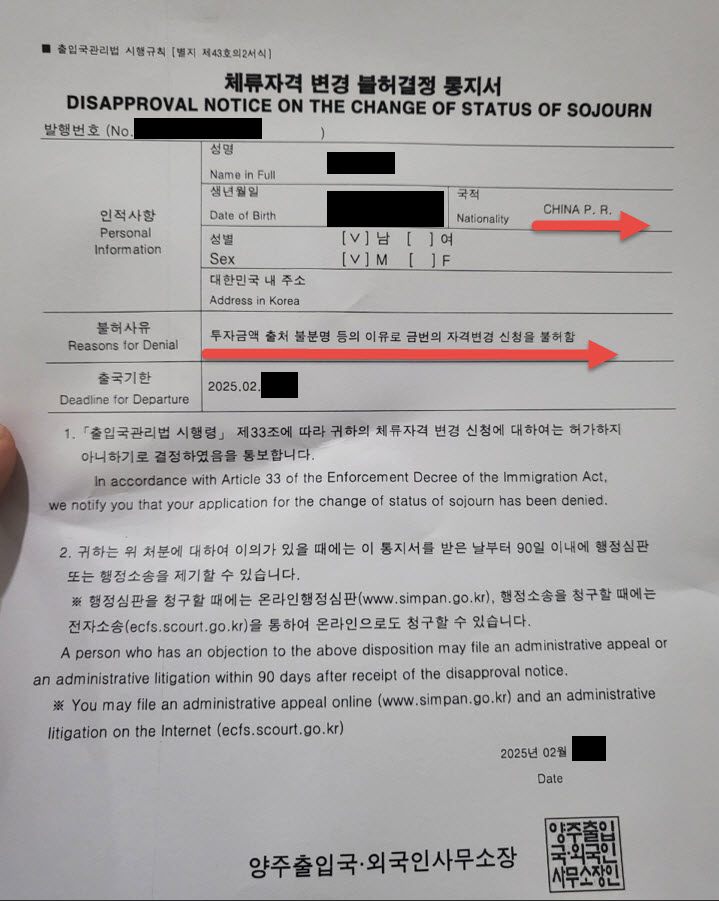 ■ 출입국관리법 시행규칙 [별지 제43호의2서식]
체류자격 변경 불허결정 통지서
DISAPPROVAL NOTICE ON THE CHANGE OF STATUS OF SOJOURN
발행번호 (No. )
인적사항
Personal
Information
성명
Name in Full
생년월일
Date of Birth
국적
Nationality
CHINA P. R.
성별 [∨]남 [ ]여
Sex [∨]M [ ]F
대한민국 내 주소
Address in Korea
불허사유
Reasons for Denial
투자금액 출처 불분명 등의 이유로 금번의 자격변경 신청을 불허함
출국기한
Deadline for Departure
2025.02.
1.「출입국관리법 시행령」 제33조에 따라 귀하의 체류자격 변경 신청에 대하여는 허가하지
아니하기로 결정하였음을 통보합니다.
In accordance with Article 33 of the Enforcement Decree of the Immigration Act,
we notify you that your application for the change of status of sojourn has been denied.
2. 귀하는 위 처분에 대하여 이의가 있을 때에는 이 통지서를 받은 날부터 90일 이내에 행정심판
또는 행정소송을 제기할 수 있습니다.
※ 행정심판을 청구할 때에는 온라인행정심판(www.simpan.go.kr), 행정소송을 청구할 때에는
전자소송(ecfs.scourt.go.kr)을 통하여 온라인으로도 청구할 수 있습니다.
A person who has an objection to the above disposition may file an administrative appeal or
an administrative litigation within 90 days after receipt of the disapproval notice.
※ You may file an administrative appeal online (www.simpan.go.kr) and an administrative
litigation on the Internet (ecfs.scourt.go.kr)
2025년 02월
Date
양주출입국·외국인사무소장
양주출입
국·외국인
사무소장인